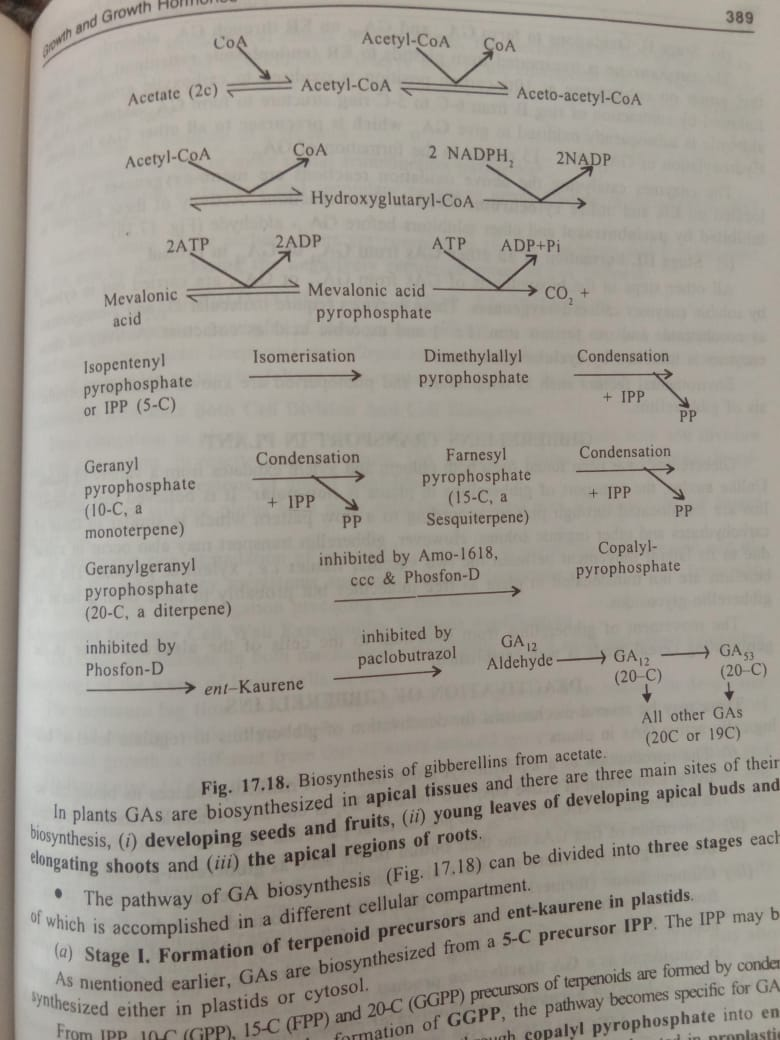 Growth and Growth Hormones
389
CoA
Acetyl-CoA CoA
Acetate (2c) Acetyl-CoA Aceto-acetyl-CoA
Acetyl-CoA CoA 2 NADPH₂ 2NADP
Hydroxyglutaryl-CoA
2ATP 2ADP ATP ADP+Pi
Mevalonic acid Mevalonic acid pyrophosphate CO₂ +
Isopentenyl pyrophosphate or IPP (5-C) Isomerisation Dimethylallyl pyrophosphate Condensation + IPP PP
Geranyl pyrophosphate (10-C, a monoterpene) Condensation + IPP PP Farnesyl pyrophosphate (15-C, a Sesquiterpene) Condensation + IPP PP
Geranylgeranyl pyrophosphate (20-C, a diterpene) inhibited by Amo-1618, ccc & Phosfon-D Copalyl-pyrophosphate
inhibited by Phosfon-D ent–Kaurene inhibited by paclobutrazol GA₁₂ Aldehyde GA₁₂ (20–C) GA₅₃ (20–C)
All other GAs
(20C or 19C)
Fig. 17.18. Biosynthesis of gibberellins from acetate.
In plants GAs are biosynthesized in apical tissues and there are three main sites of their
biosynthesis, (i) developing seeds and fruits, (ii) young leaves of developing apical buds and
elongating shoots and (iii) the apical regions of roots.
• The pathway of GA biosynthesis (Fig. 17.18) can be divided into three stages each
of which is accomplished in a different cellular compartment.
(a) Stage I. Formation of terpenoid precursors and ent-kaurene in plastids.
As mentioned earlier, GAs are biosynthesized from a 5-C precursor IPP. The IPP may b
synthesized either in plastids or cytosol.
From IPP, 10-C (GPP), 15-C (FPP) and 20-C (GGPP) precursors of terpenoids are formed by conden
formation of GGPP, the pathway becomes specific for GA
copalyl pyrophosphate into en